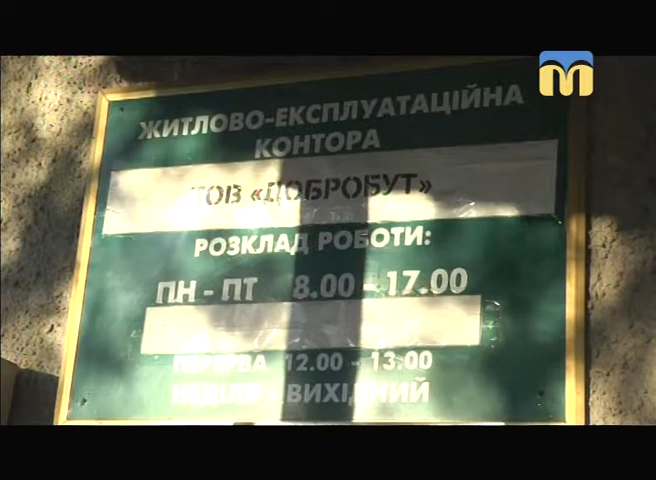 ЖИТЛОВО-ЕКСПЛУАТАЦІЙНА
КОНТОРА
ТОВ «ДОБРОБУТ»
РОЗКЛАД РОБОТИ:
ПН - ПТ 8.00 - 17.00
ПЕРЕРВА 12.00 - 13.00
НЕДІЛЯ - ВИХІДНИЙ